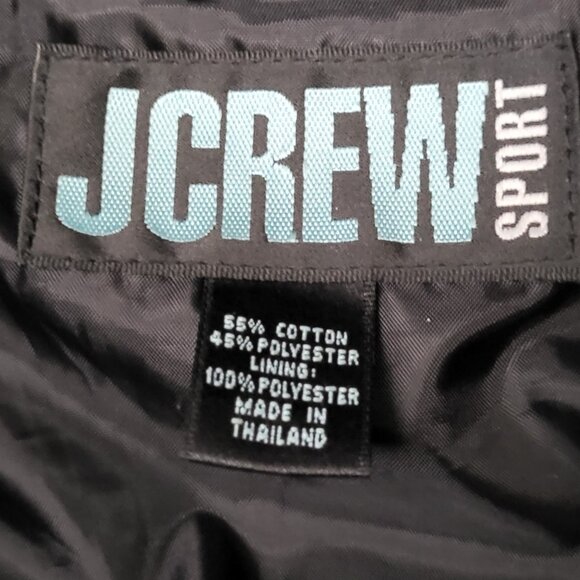 JCREW
SPORT
55% COTTON
45% POLYESTER
LINING:
100% POLYESTER
MADE IN
THAILAND